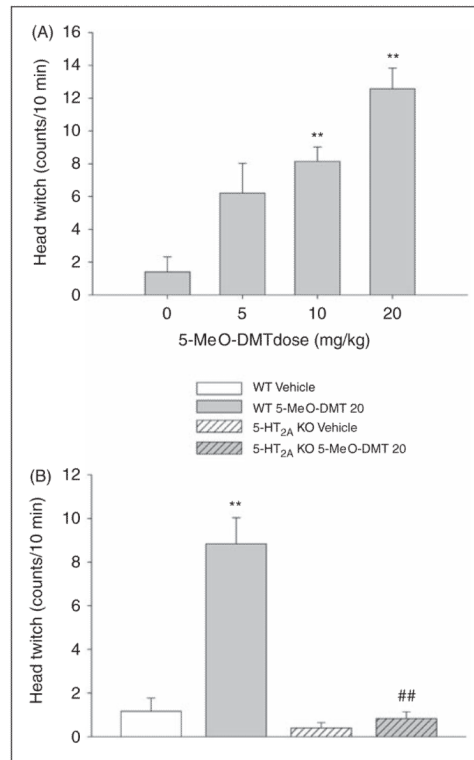 (A)
Head twitch (counts/10 min)
16
14
12
10
8
6
4
2
0
**
**
0 5 10 20
5-MeO-DMTdose (mg/kg)
WT Vehicle
WT 5-MeO-DMT 20
5-HT2A KO Vehicle
5-HT2A KO 5-MeO-DMT 20
(B)
Head twitch (counts/10 min)
12
10
8
6
4
2
0
**
##